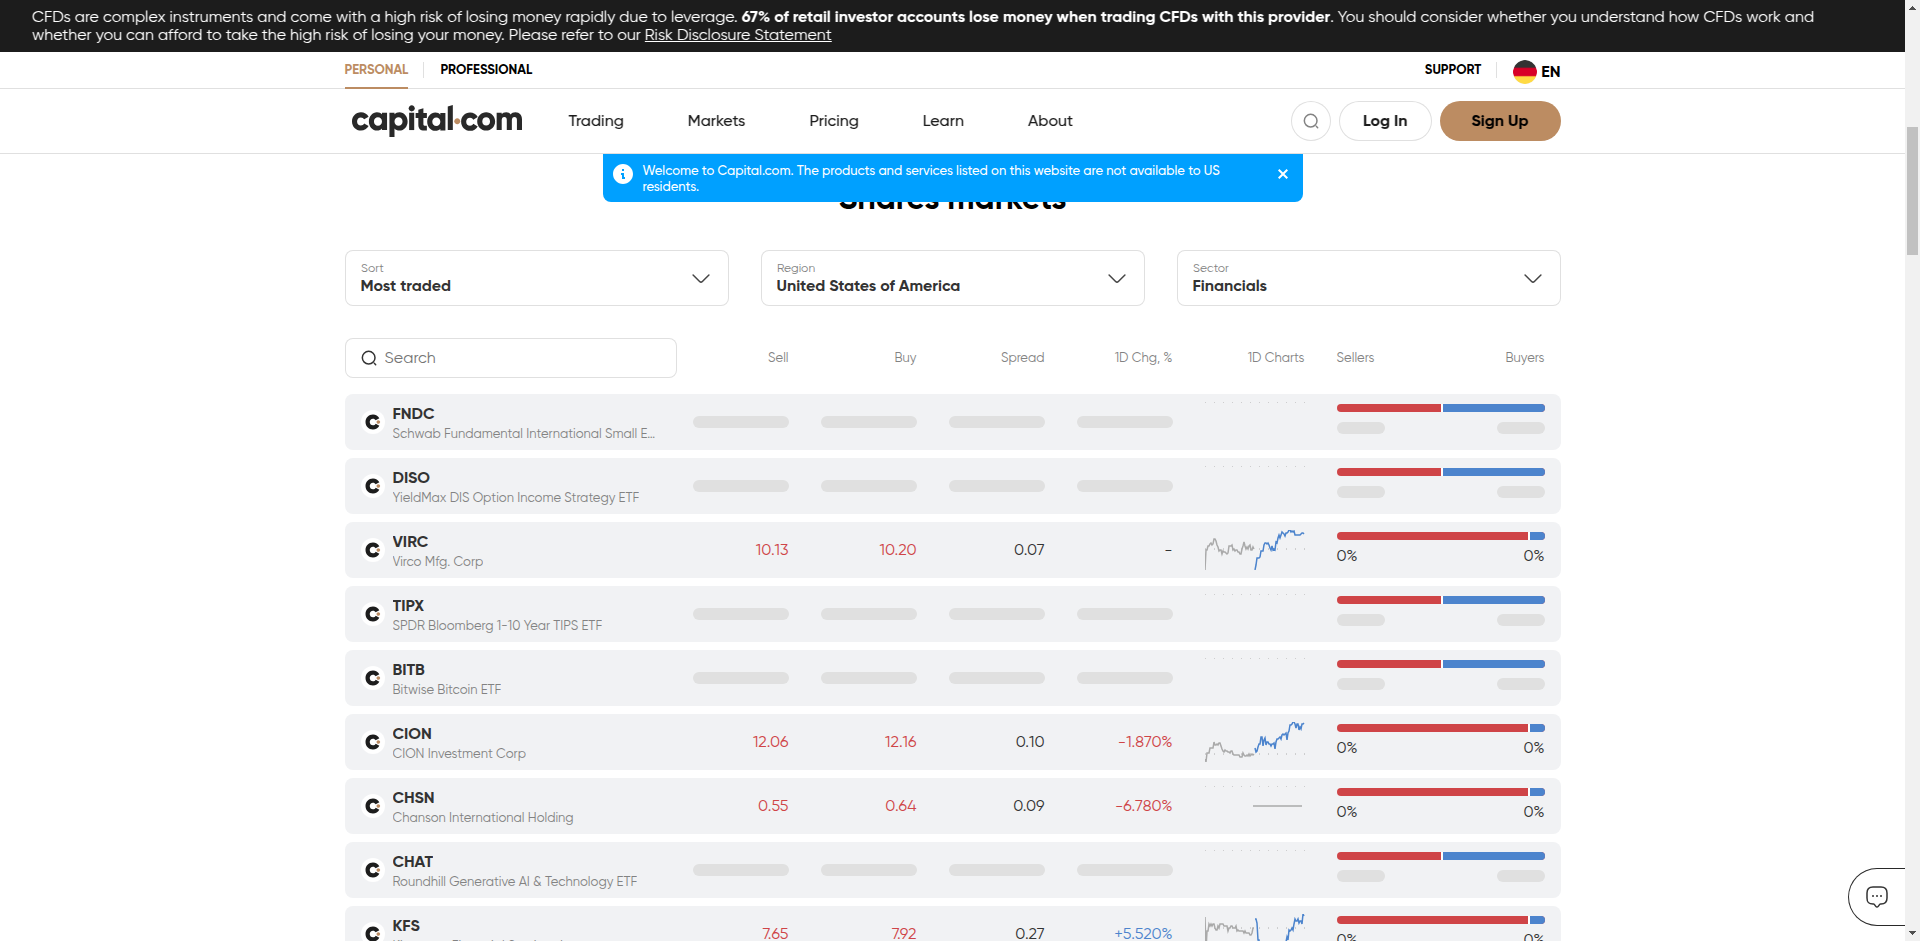 CFDs are complex instruments and come with a high risk of losing money rapidly due to leverage. 67% of retail investor accounts lose money when trading CFDs with this provider. You should consider whether you understand how CFDs work and
whether you can afford to take the high risk of losing your money. Please refer to our Risk Disclosure Statement
PERSONAL PROFESSIONAL SUPPORT EN
capital.com Trading Markets Pricing Learn About Log In Sign Up
Welcome to Capital.com. The products and services listed on this website are not available to US
residents.
Shares markets
Sort Region Sector
Most traded United States of America Financials
Search Sell Buy Spread 1D Chg, % 1D Charts Sellers Buyers
FNDC
Schwab Fundamental International Small E...
DISO
YieldMax DIS Option Income Strategy ETF
VIRC
Virco Mfg. Corp
10.13 10.20 0.07 - 0% 0%
TIPX
SPDR Bloomberg 1-10 Year TIPS ETF
BITB
Bitwise Bitcoin ETF
CION
CION Investment Corp
12.06 12.16 0.10 -1.870% 0% 0%
CHSN
Chanson International Holding
0.55 0.64 0.09 -6.780% 0% 0%
CHAT
Roundhill Generative AI & Technology ETF
KFS
7.65 7.92 0.27 +5.520% 0% 0%